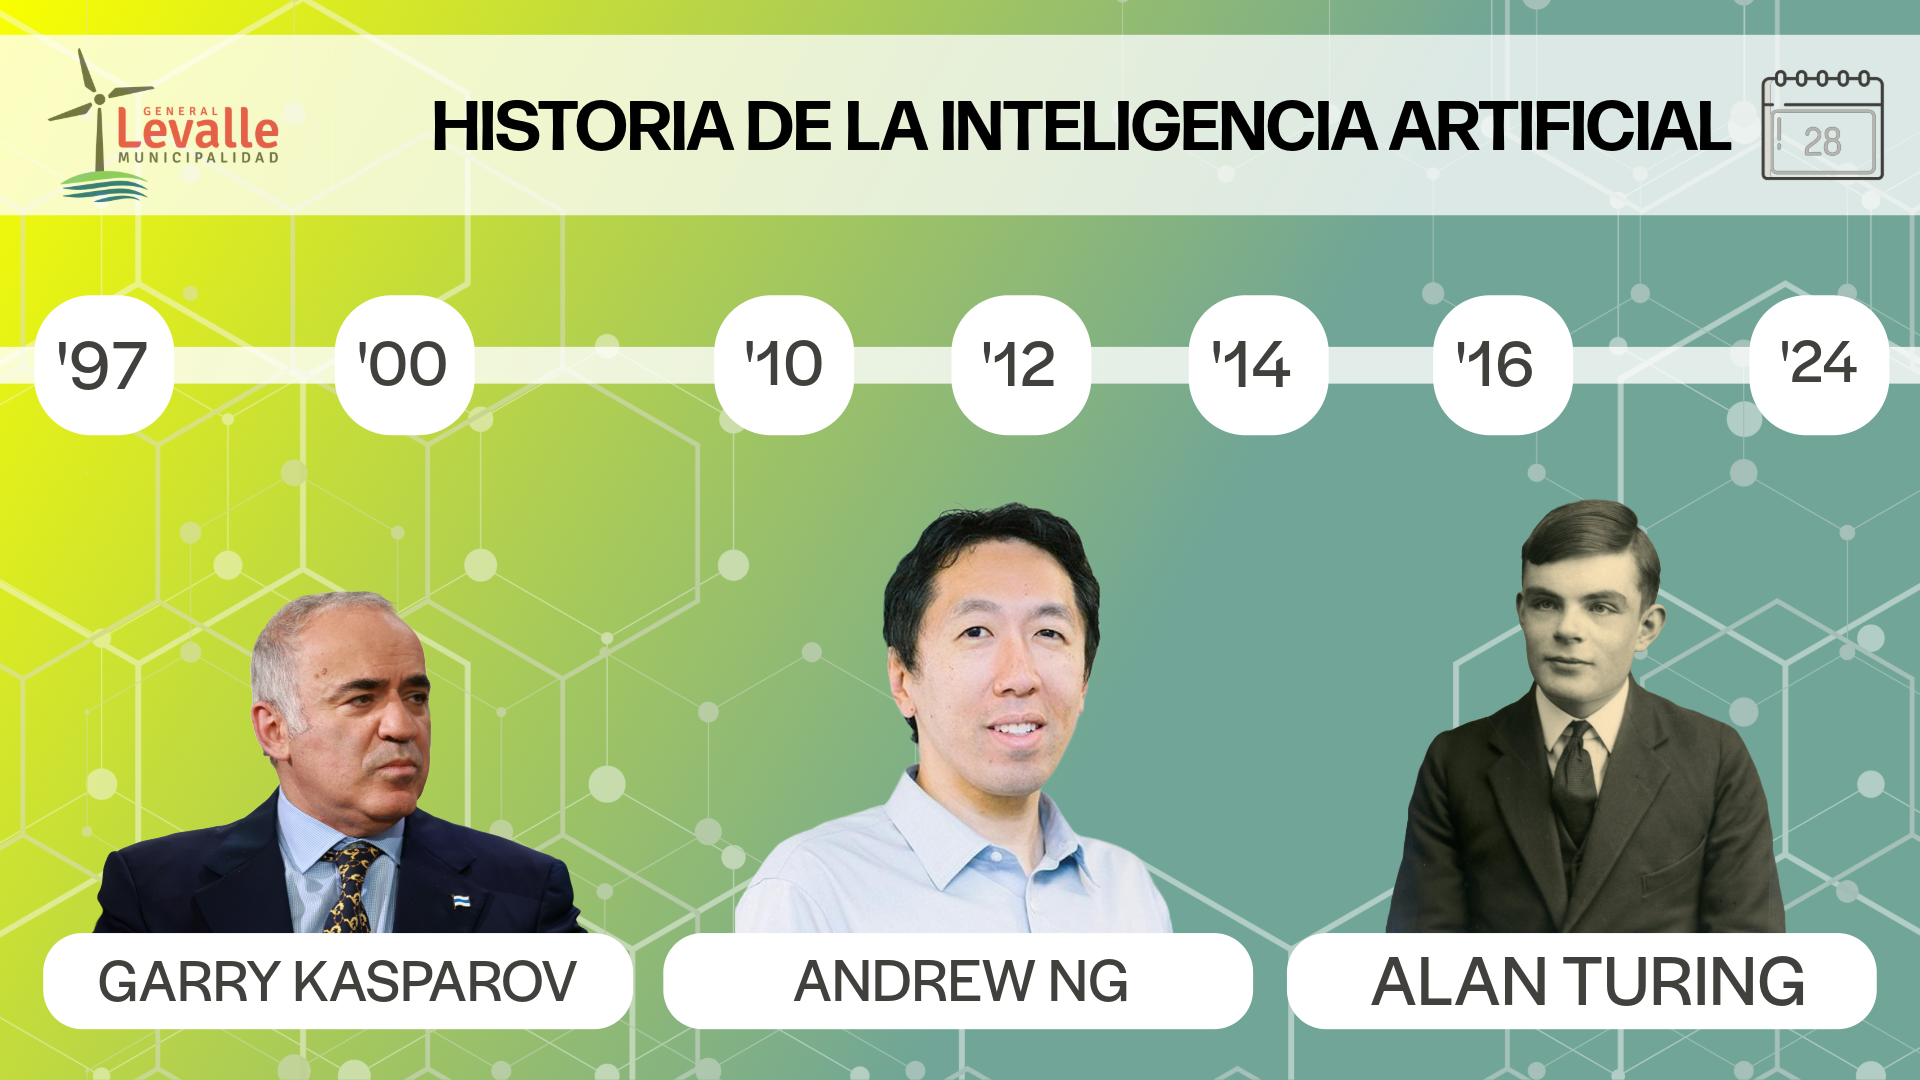 GENERAL
Levalle
MUNICIPALIDAD
HISTORIA DE LA INTELIGENCIA ARTIFICIAL
28
'97
'00
'10
'12
'14
'16
'24
GARRY KASPAROV
ANDREW NG
ALAN TURING